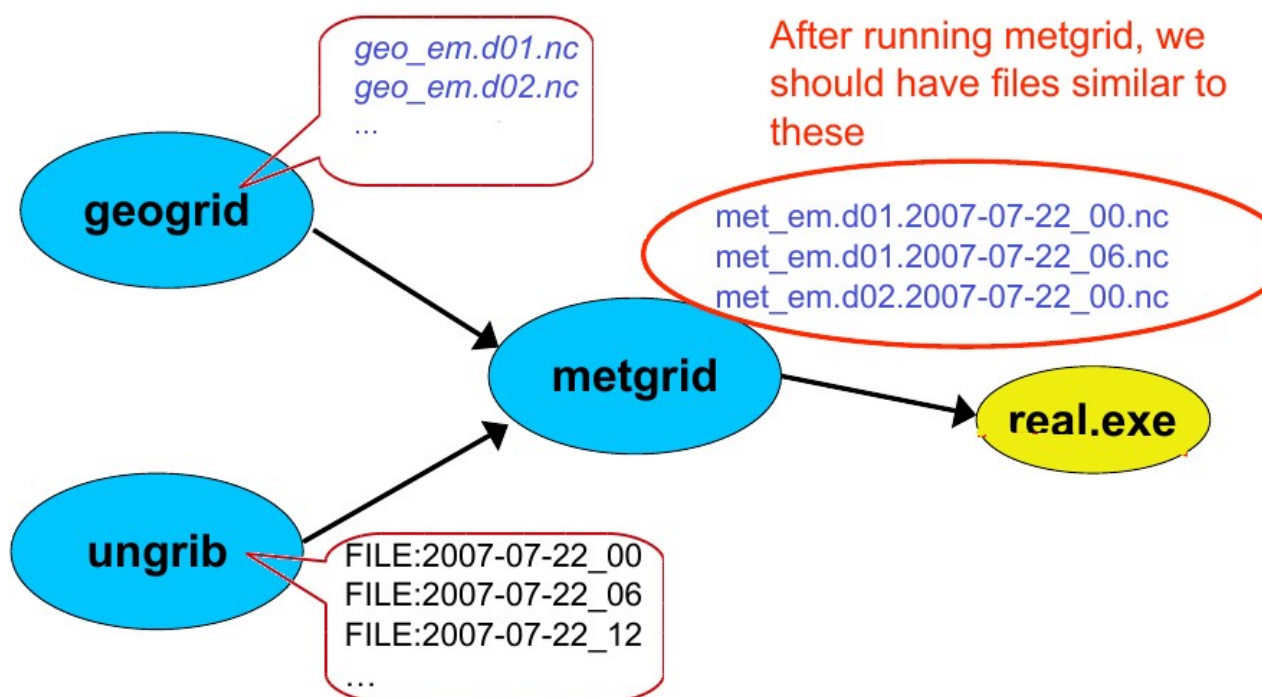 geo_em.d01.nc
geo_em.d02.nc
...
After running metgrid, we
should have files similar to
these
geogrid
met_em.d01.2007-07-22_00.nc
met_em.d01.2007-07-22_06.nc
met_em.d02.2007-07-22_00.nc
metgrid
real.exe
ungrib
FILE:2007-07-22_00
FILE:2007-07-22_06
FILE:2007-07-22_12
...